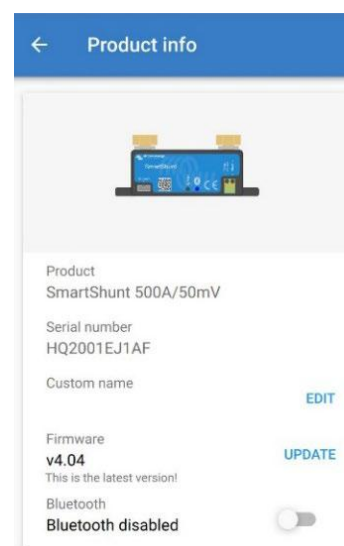 Product info
SmartShunt
Product
SmartShunt 500A/50mV
Serial number
HQ2001EJ1AF
Custom name
EDIT
Firmware
v4.04
UPDATE
This is the latest version!
Bluetooth
Bluetooth disabled